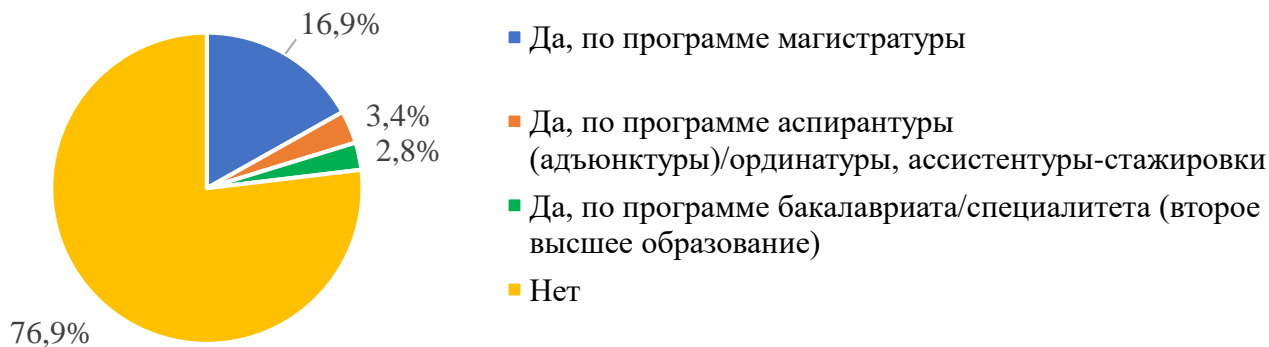 16,9%
3,4%
2,8%
76,9%
Да, по программе магистратуры
Да, по программе аспирантуры
(адъюнктуры)/ординатуры, ассистентуры-стажировки
Да, по программе бакалавриата/специалитета (второе
высшее образование)
Нет